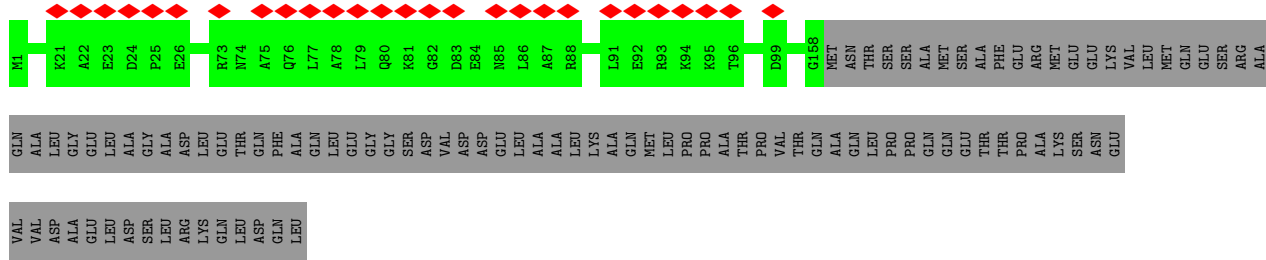 M1 K21 A22 E23 D24 P25 E26 R73 N74 A75 Q76 L77 A78 L79 Q80 K81 G82 D83 E84 N85 L86 A87 R88 L91 E92 R93 K94 K95 T96 D99 G158 MET ASN THR SER SER ALA MET SER ALA PHE GLU ARG MET GLU GLU LYS VAL LEU MET GLN GLU SER ARG ALA
GLN ALA LEU GLY GLU LEU ALA GLY ALA ASP LEU GLU THR GLN PHE ALA GLN LEU GLU GLY GLY SER ASP VAL ASP ASP GLU LEU ALA ALA LEU LYS ALA GLN MET LEU PRO PRO ALA THR PRO VAL THR GLN ALA GLN LEU PRO PRO GLN GLN GLU THR THR PRO ALA LYS SER ASN GLU
VAL VAL ASP ALA GLU LEU ASP SER LEU ARG LYS GLN LEU ASP GLN LEU